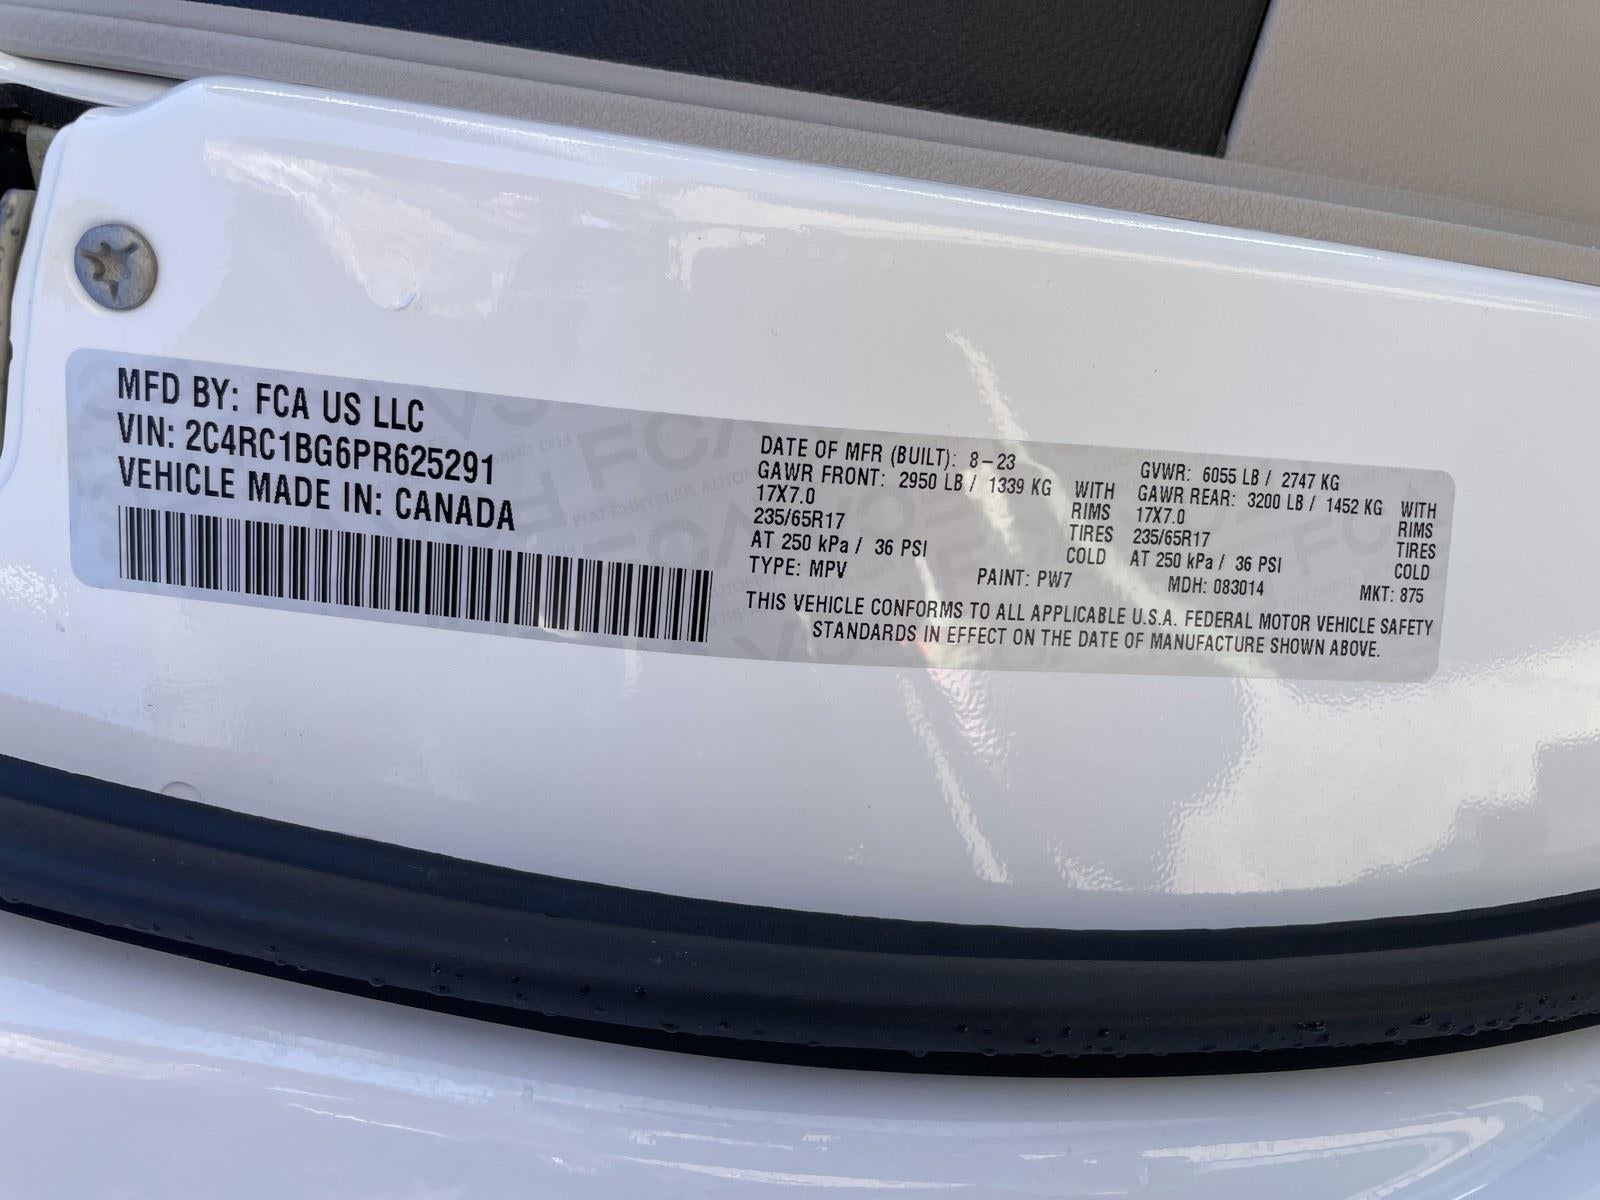 MFD BY: FCA US LLC
VIN: 2C4RC1BG6PR625291
VEHICLE MADE IN: CANADA
DATE OF MFR (BUILT): 8-23
GAWR FRONT: 2950 LB / 1339 KG WITH
17X7.0 RIMS
235/65R17 TIRES
AT 250 kPa / 36 PSI COLD
GVWR: 6055 LB / 2747 KG
GAWR REAR: 3200 LB / 1452 KG WITH
17X7.0 RIMS
235/65R17 TIRES
AT 250 kPa / 36 PSI COLD
TYPE: MPV PAINT: PW7 MDH: 083014 MKT: 875
THIS VEHICLE CONFORMS TO ALL APPLICABLE U.S.A. FEDERAL MOTOR VEHICLE SAFETY
STANDARDS IN EFFECT ON THE DATE OF MANUFACTURE SHOWN ABOVE.